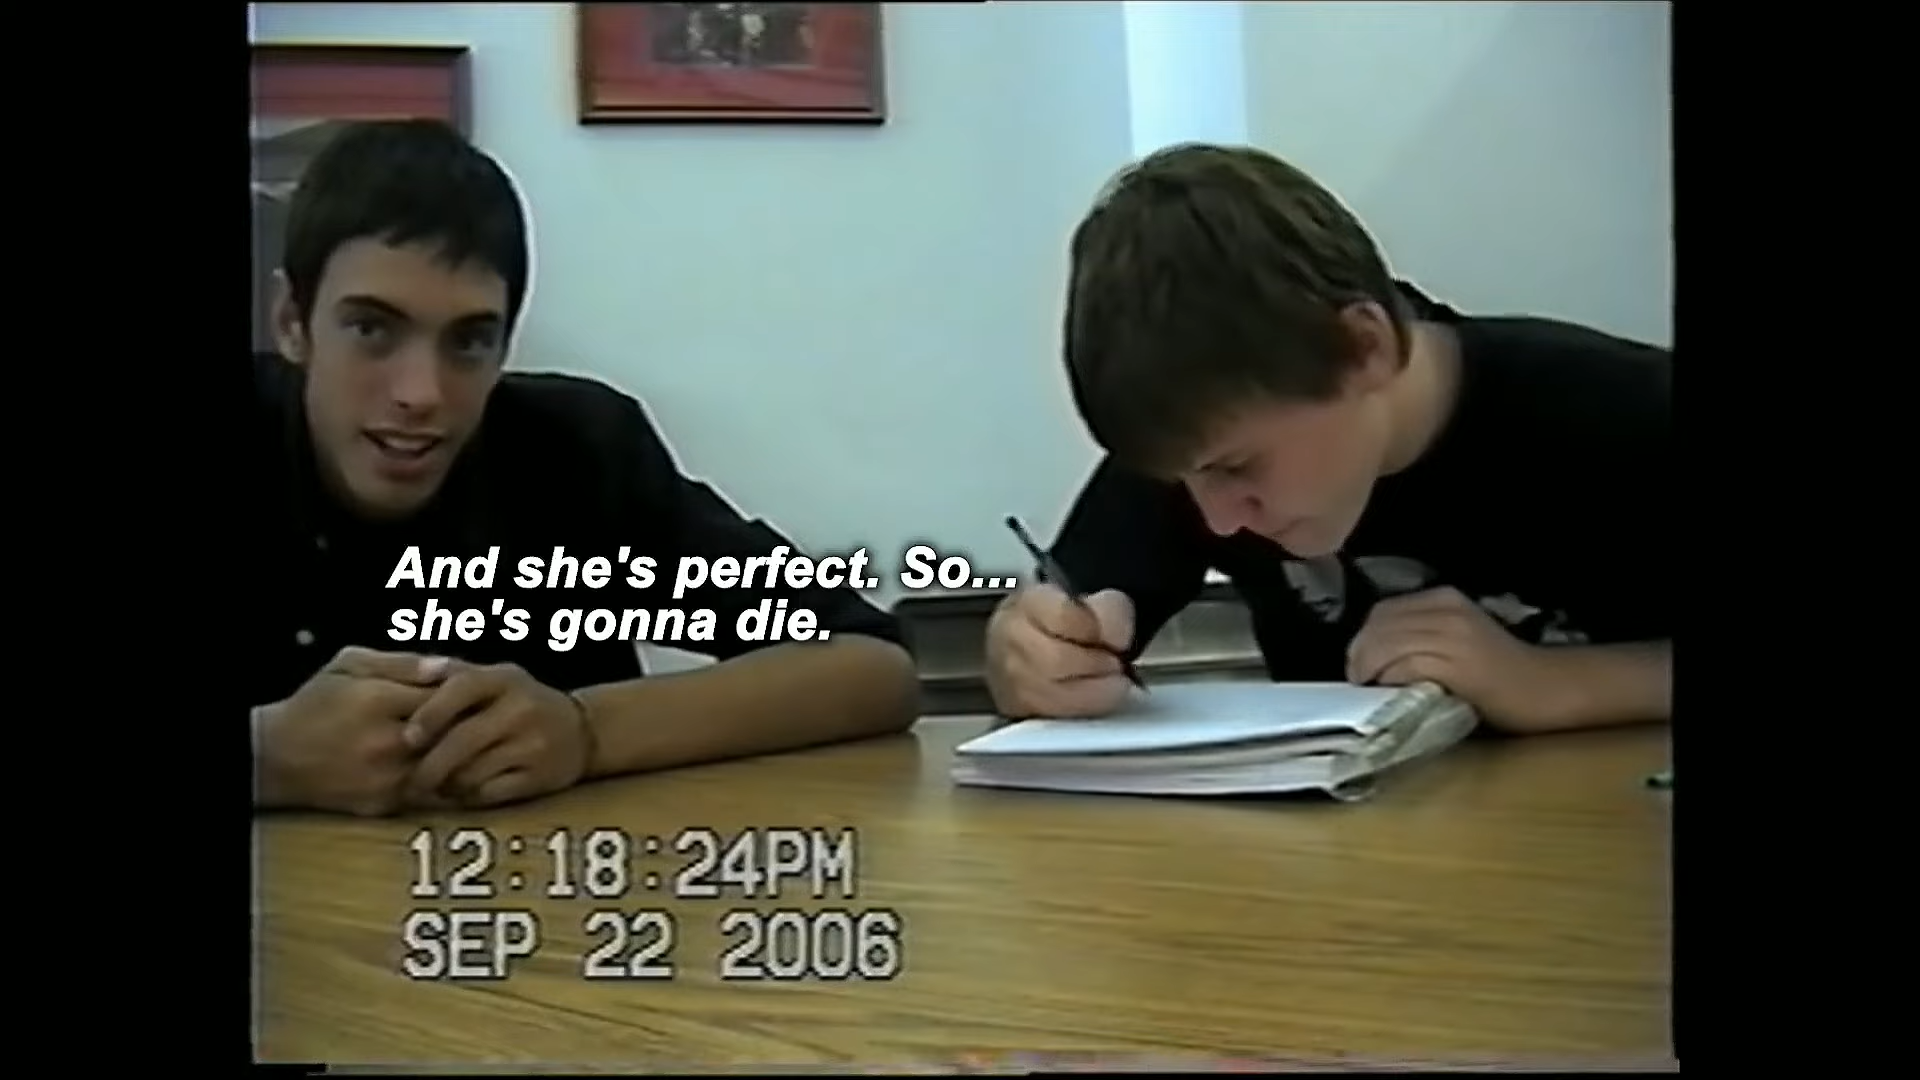 And she's perfect. So...
she's gonna die.
12:18:24PM
SEP 22 2006